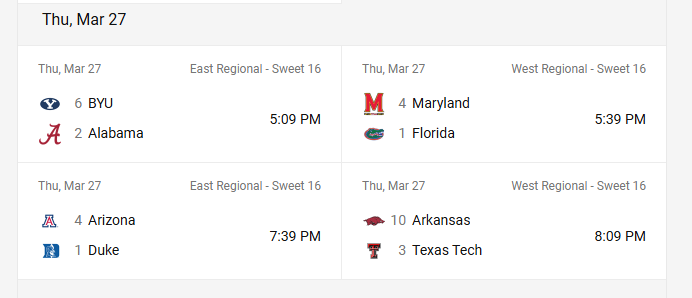 Thu, Mar 27
Thu, Mar 27 East Regional - Sweet 16
6 BYU
2 Alabama
5:09 PM
Thu, Mar 27 West Regional - Sweet 16
4 Maryland
1 Florida
5:39 PM
Thu, Mar 27 East Regional - Sweet 16
4 Arizona
1 Duke
7:39 PM
Thu, Mar 27 West Regional - Sweet 16
10 Arkansas
3 Texas Tech
8:09 PM